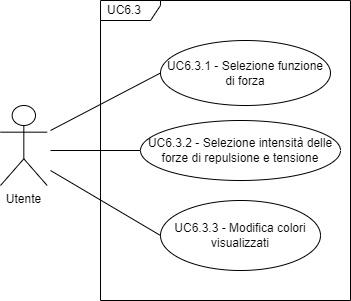 UC6.3
UC6.3.1 - Selezione funzione
di forza
UC6.3.2 - Selezione intensità delle
forze di repulsione e tensione
Utente
UC6.3.3 - Modifica colori
visualizzati